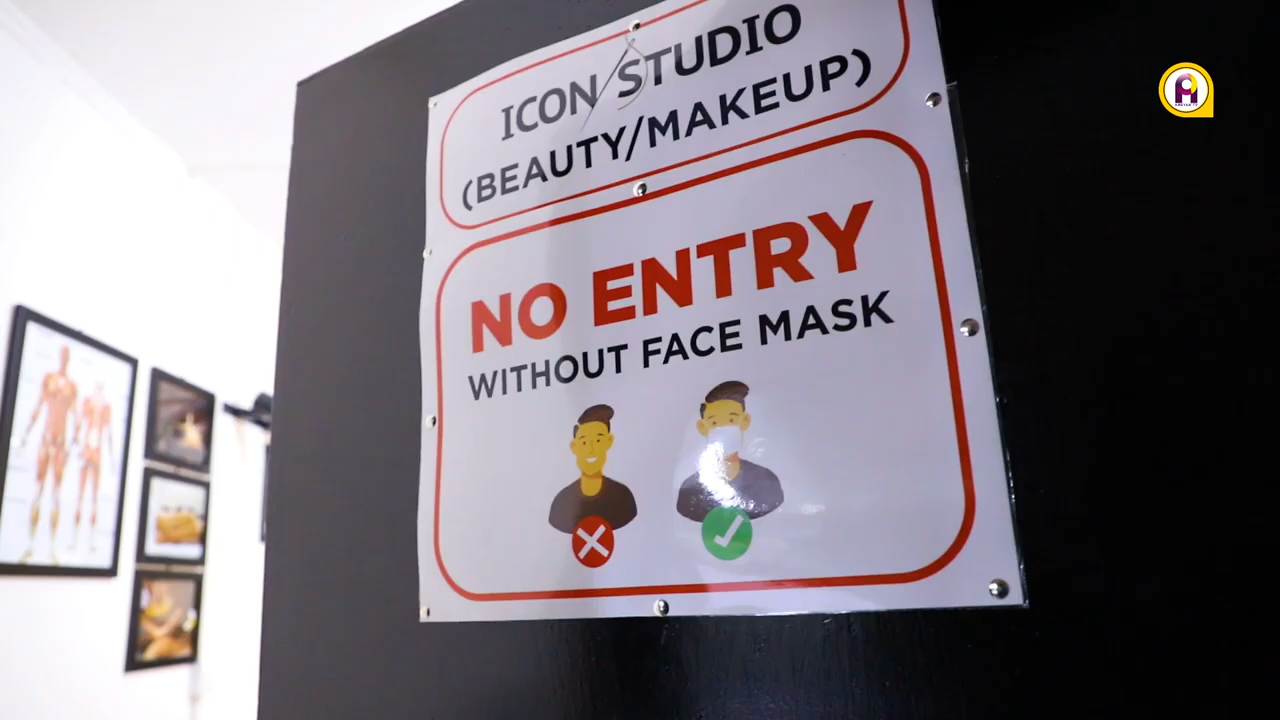 ICON STUDIO
(BEAUTY/MAKEUP)
NO ENTRY
WITHOUT FACE MASK